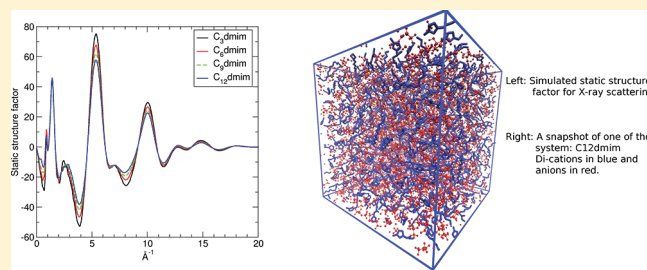 80
60
40
20
0
-20
-40
-60
Static structure factor
0
5
10
15
20
Å⁻¹
C₃dmim
C₆dmim
C₉dmim
C₁₂dmim
Left: Simulated static structure
factor for X-ray scattering
Right: A snapshot of one of the
system: C12dmim
Di-cations in blue and
anions in red.